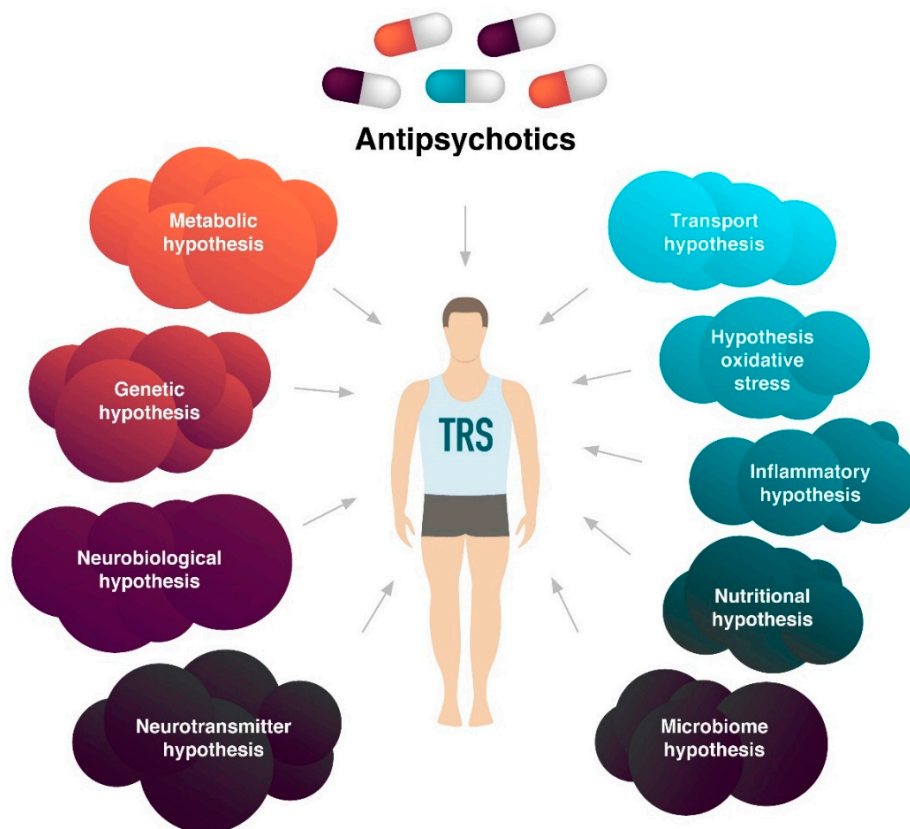 Antipsychotics
Metabolic
hypothesis
Transport
hypothesis
Genetic
hypothesis
Hypothesis
oxidative
stress
TRS
Neurobiological
hypothesis
Inflammatory
hypothesis
Nutritional
hypothesis
Neurotransmitter
hypothesis
Microbiome
hypothesis